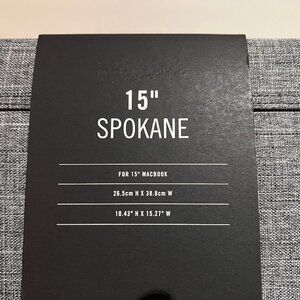 15"
SPOKANE
FOR 15" MACBOOK
26.5cm H X 38.8cm W
10.43" H X 15.27" W